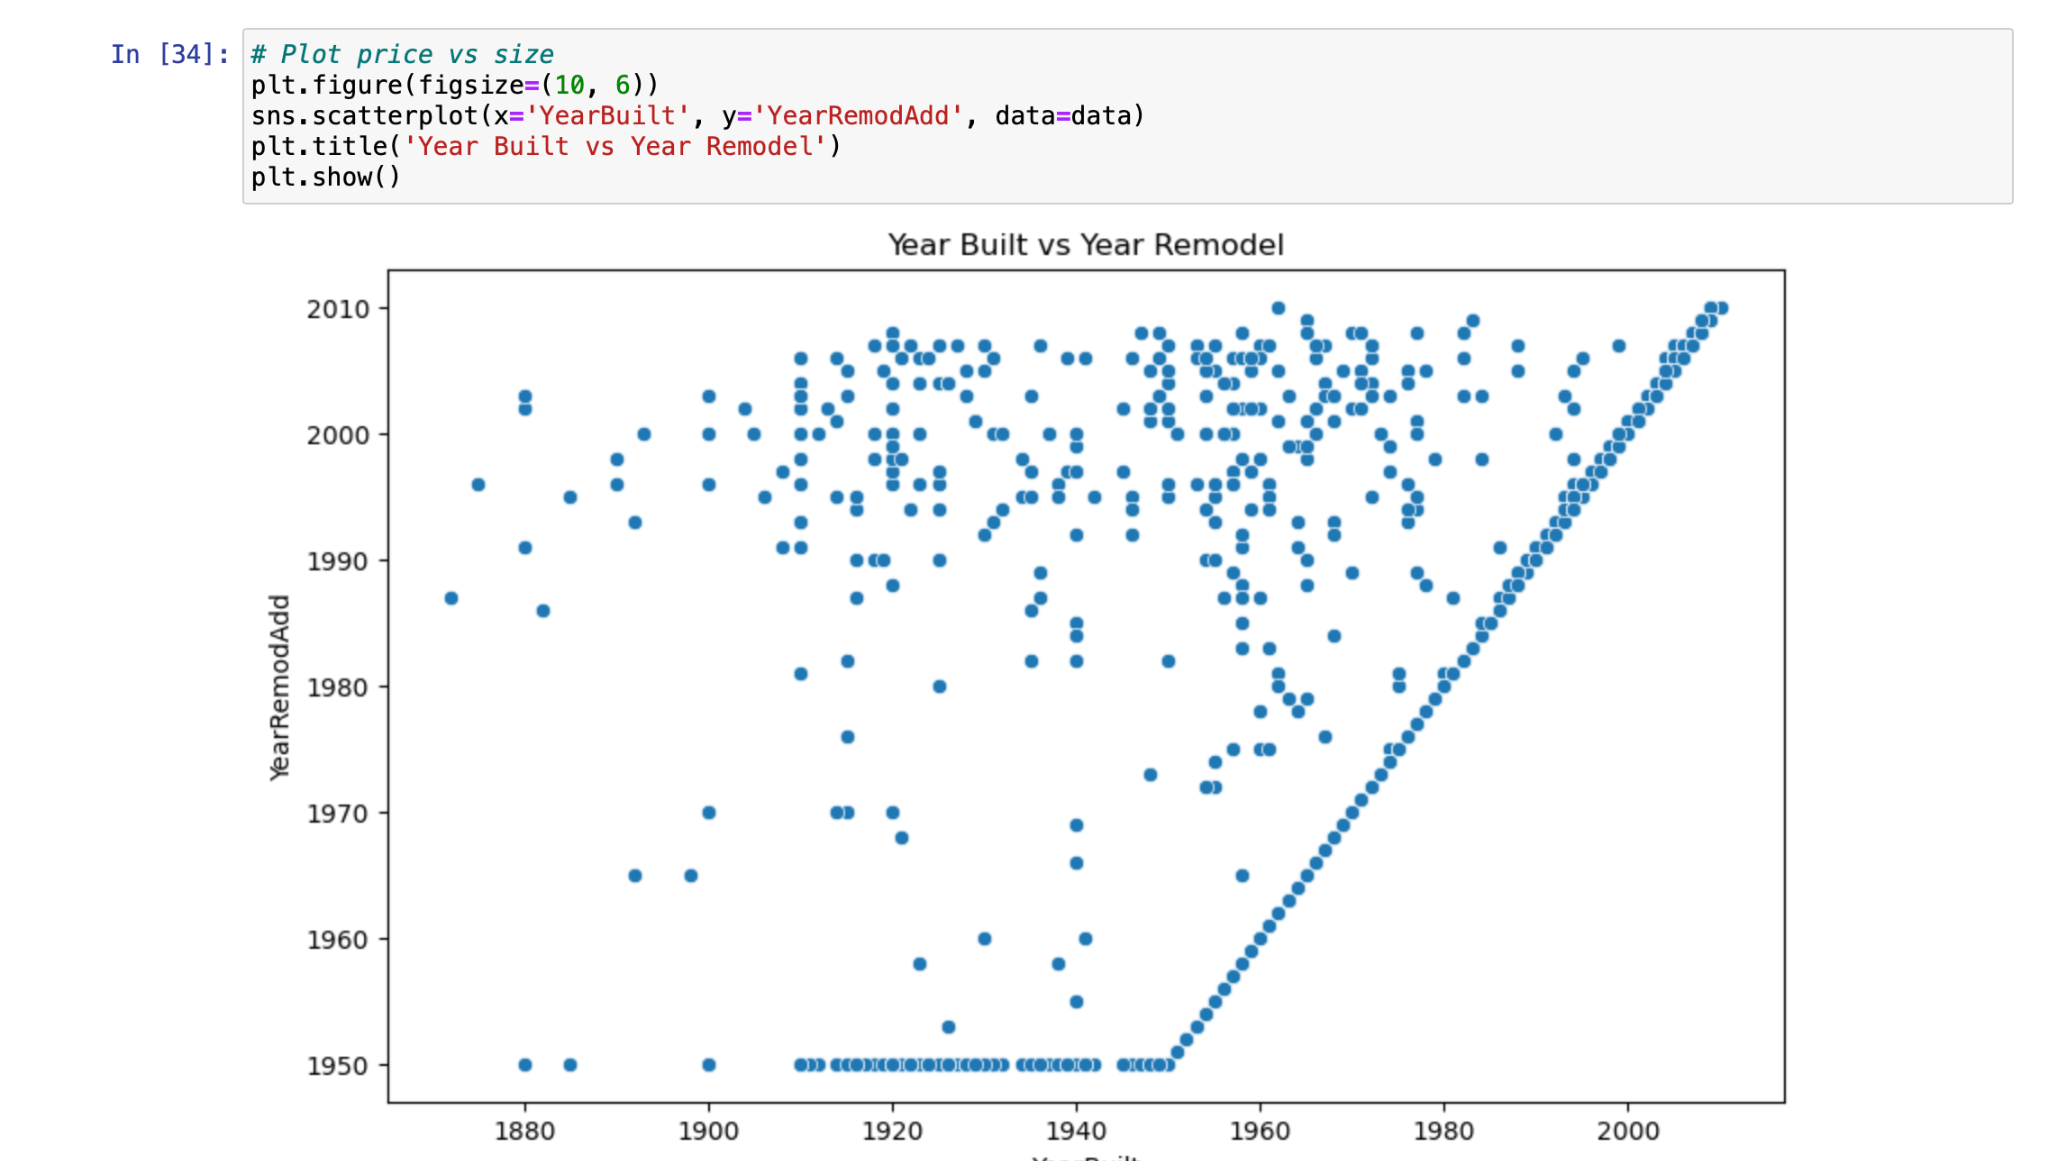 In [34]: # Plot price vs size
plt.figure(figsize=(10, 6))
sns.scatterplot(x='YearBuilt', y='YearRemodAdd', data=data)
plt.title('Year Built vs Year Remodel')
plt.show()
Year Built vs Year Remodel
2010
2000
1990
1980
1970
1960
1950
YearRemodAdd
1880 1900 1920 1940 1960 1980 2000